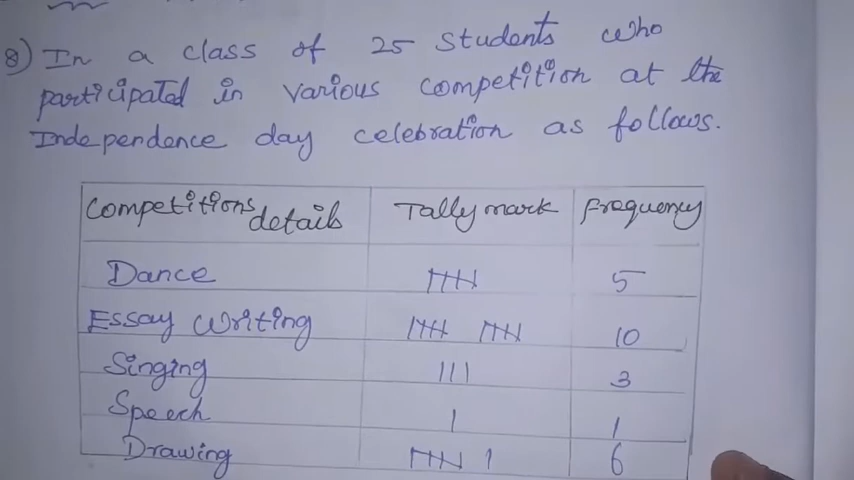 8) In a class of 25 students who
participated in various competition at the
Independence day celebration as follows.
Competitions details Tally mark Frequency
Dance 𝍸 5
Essay writing 𝍸 𝍸 10
Singing ||| 3
Speech | 1
Drawing 𝍸 | 6